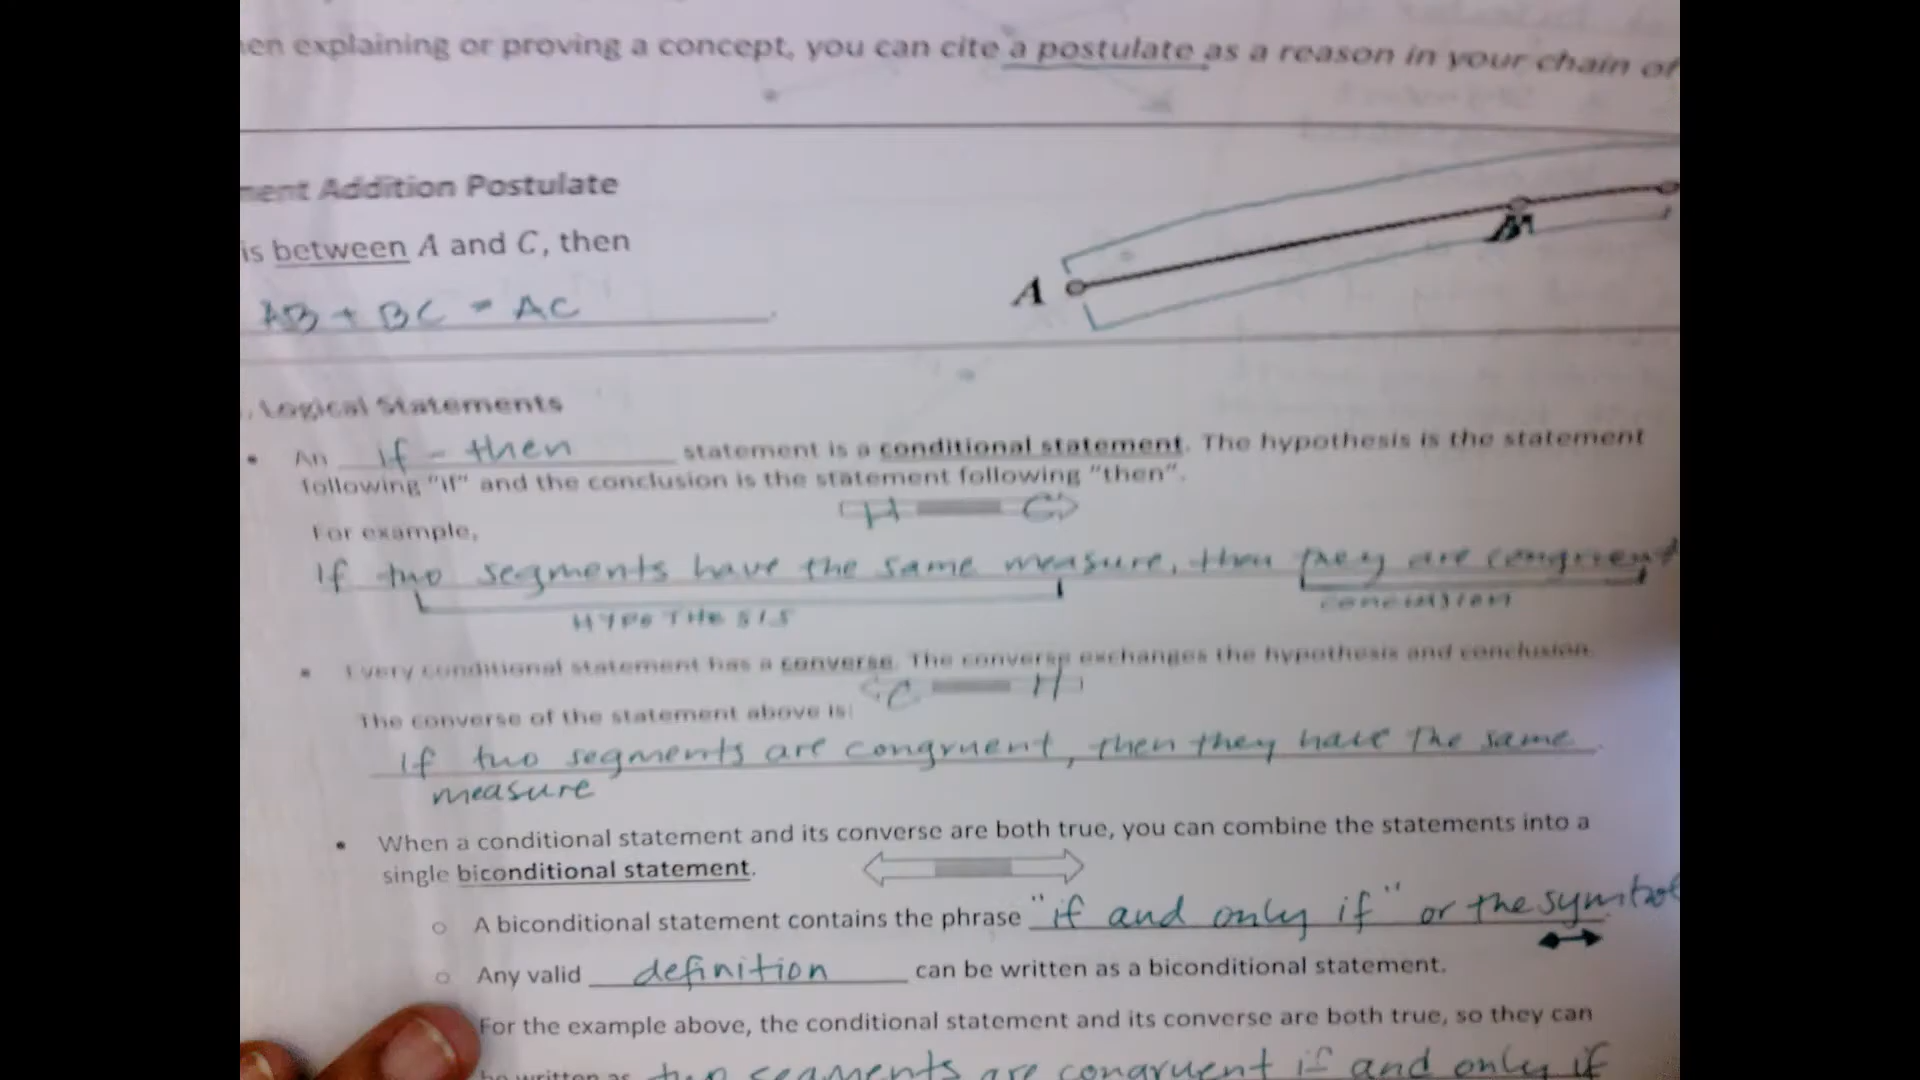 en explaining or proving a concept, you can cite a postulate as a reason in your chain of
ment Addition Postulate
is between A and C, then
AB + BC = AC
A
Logical Statements
• An if - then statement is a conditional statement. The hypothesis is the statement
following "if" and the conclusion is the statement following "then".
H C
For example,
If two segments have the same measure, then they are congruent
HYPOTHESIS conclusion
• Every conditional statement has a converse. The converse exchanges the hypothesis and conclusion.
C H
The converse of the statement above is:
If two segments are congruent, then they have the same
measure
• When a conditional statement and its converse are both true, you can combine the statements into a
single biconditional statement.
o A biconditional statement contains the phrase "if and only if" or the symbol
o Any valid definition can be written as a biconditional statement.
For the example above, the conditional statement and its converse are both true, so they can
be written as two segments are congruent if and only if